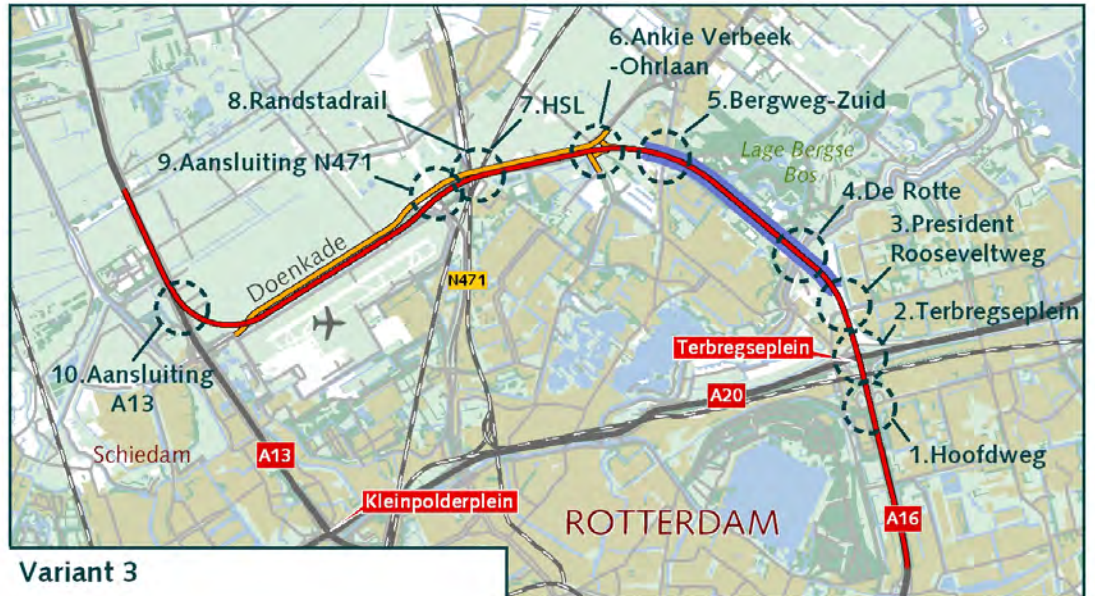 6.Ankie Verbeek
-Ohrlaan
8.Randstadrail
7.HSL
5.Bergweg-Zuid
9.Aansluiting N471
Lage Bergse
Bos
4.De Rotte
3.President
Rooseveltweg
Doenkade
N471
2.Terbregseplein
Terbregseplein
10.Aansluiting
A13
A20
Schiedam
A13
1.Hoofdweg
Kleinpolderplein
ROTTERDAM
A16
Variant 3